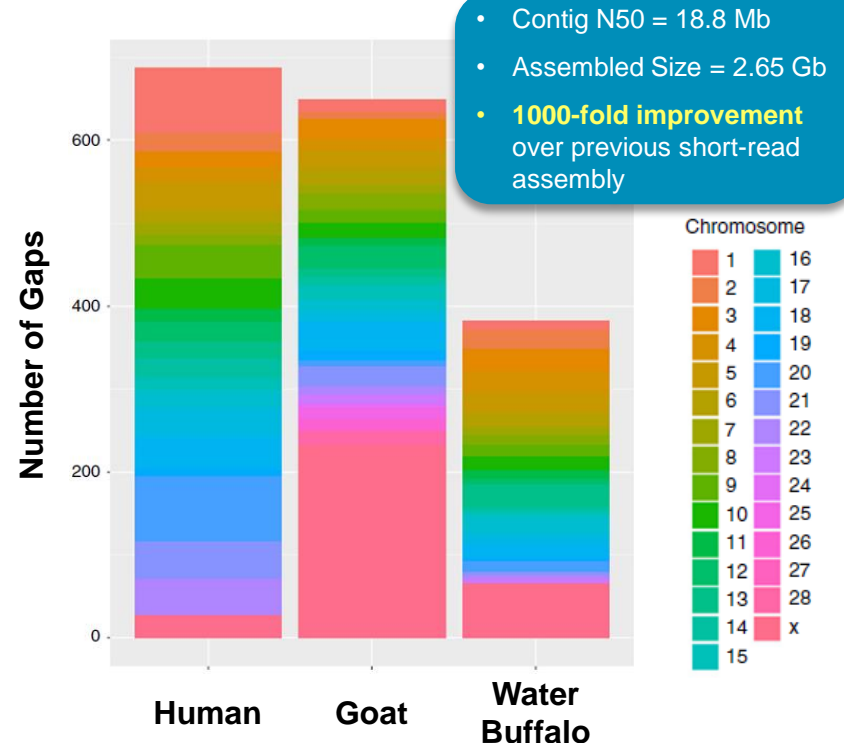 • Contig N50 = 18.8 Mb
• Assembled Size = 2.65 Gb
• 1000-fold improvement
over previous short-read
assembly
Number of Gaps
600
400
200
0
Human
Goat
Water
Buffalo
Chromosome
1 16
2 17
3 18
4 19
5 20
6 21
7 22
8 23
9 24
10 25
11 26
12 27
13 28
14 x
15